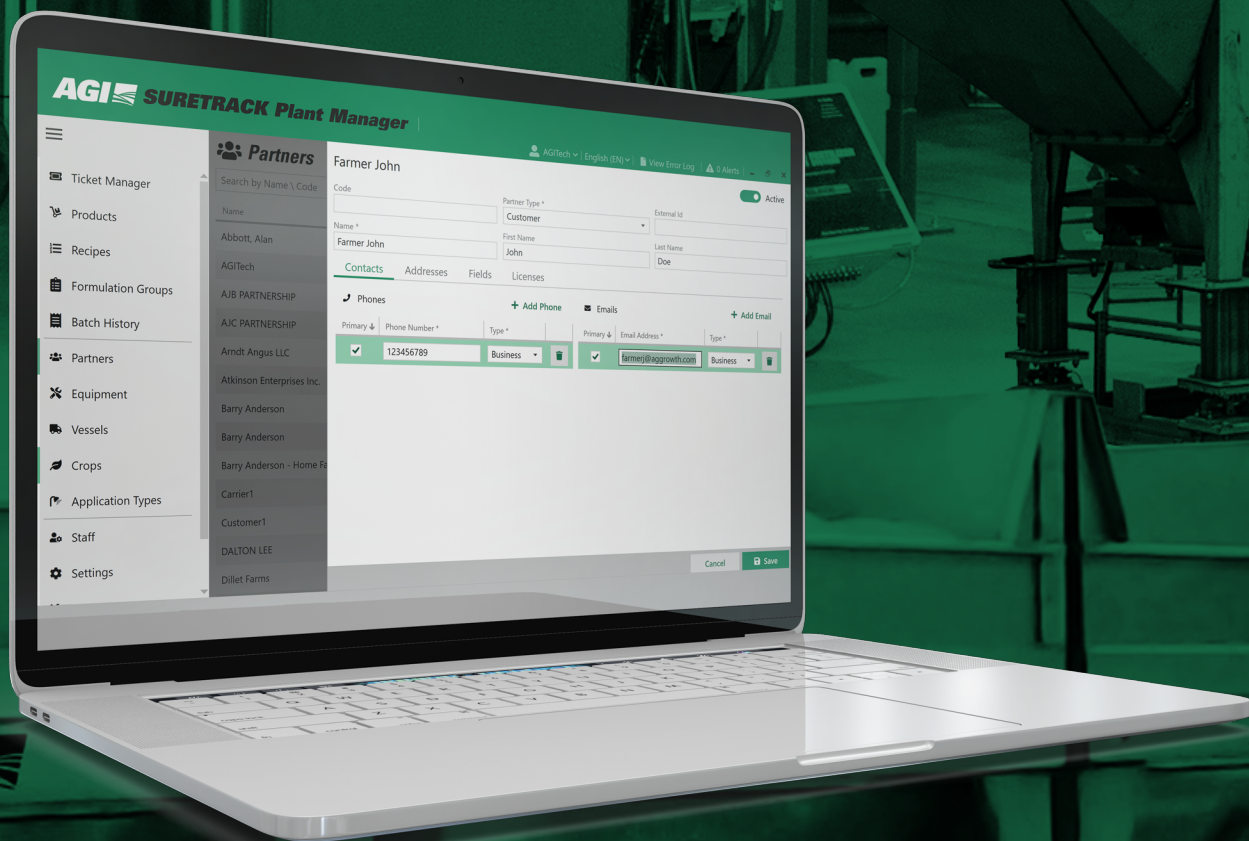 AGI SURETRACK Plant Manager
AGITech English (EN) View Error Log 0 Alerts
Ticket Manager
Products
Recipes
Formulation Groups
Batch History
Partners
Equipment
Vessels
Crops
Application Types
Staff
Settings
Partners
Search by Name \ Code
Name
Abbott, Alan
AGITech
AJB PARTNERSHIP
AJC PARTNERSHIP
Arndt Angus LLC
Atkinson Enterprises Inc.
Barry Anderson
Barry Anderson
Barry Anderson - Home Fa
Carrier1
Customer1
DALTON LEE
Dillet Farms
Farmer John
Active
Code
Partner Type *
External Id
Customer
Name *
First Name
Last Name
Farmer John
John
Doe
Contacts Addresses Fields Licenses
Phones + Add Phone
Primary Phone Number * Type *
123456789 Business
Emails + Add Email
Primary Email Address * Type *
farmerj@aggrowth.com Business
Cancel Save